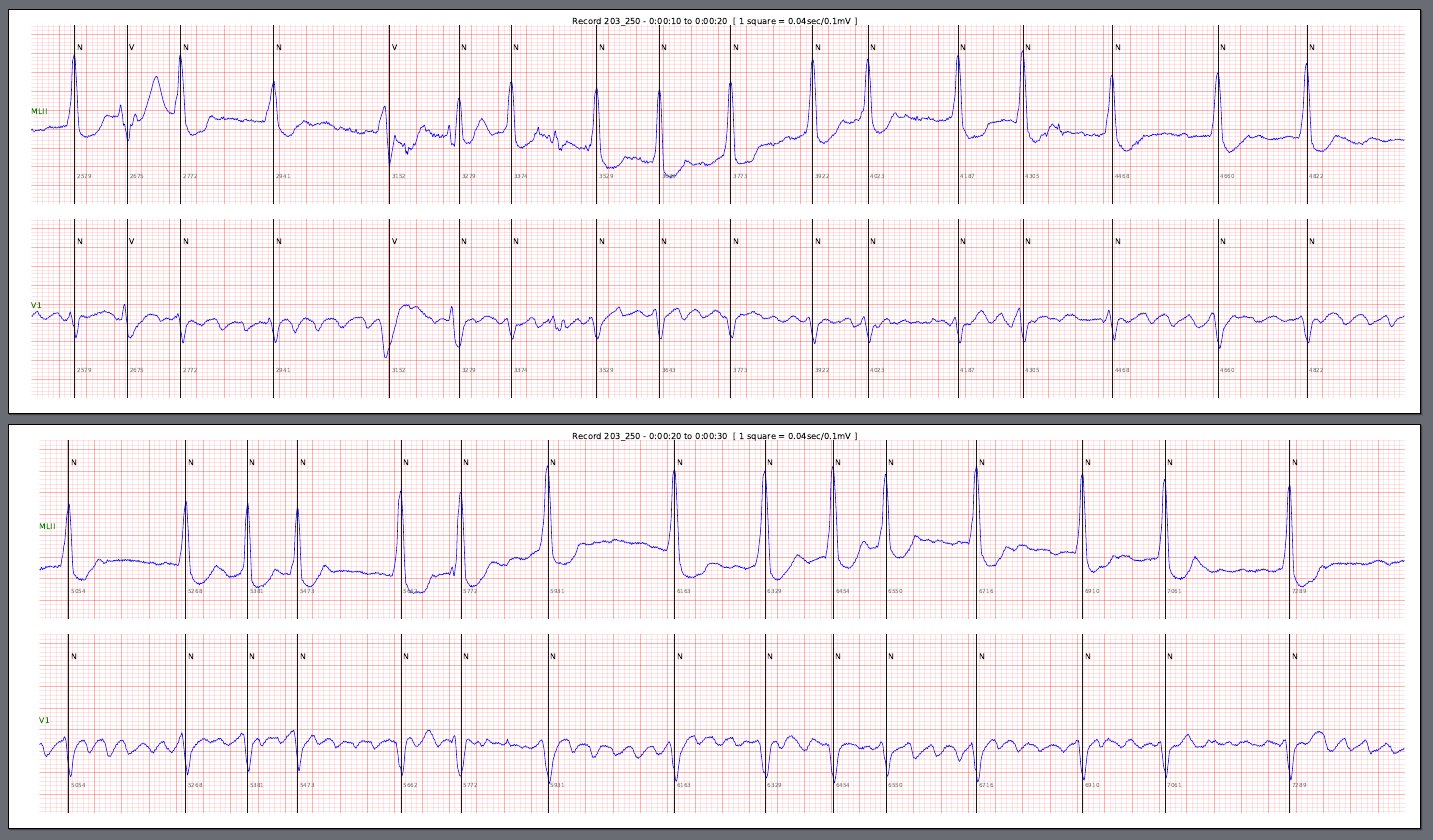 Record 203_250 - 0:00:10 to 0:00:20 [ 1 square = 0.04sec/0.1mV ]
N V N N V N N N N N N N N N N N N
MLII
2379 2675 2772 2941 3152 3279 3374 3529 3773 3922 4023 4187 4305 4468 4660 4822
N V N N V N N N N N N N N N N N
V1
2379 2675 2772 2941 3152 3279 3374 3529 3643 3773 3922 4023 4187 4305 4468 4660 4822
Record 203_250 - 0:00:20 to 0:00:30 [ 1 square = 0.04sec/0.1mV ]
N N N N N N N N N N N N N N N
MLII
5054 5268 5381 5473 5772 5931 6163 6329 6454 6550 6716 6910 7061 7289
N N N N N N N N N N N N N N N
V1
5054 5268 5381 5473 5662 5772 5931 6163 6329 6454 6550 6716 6910 7061 7289